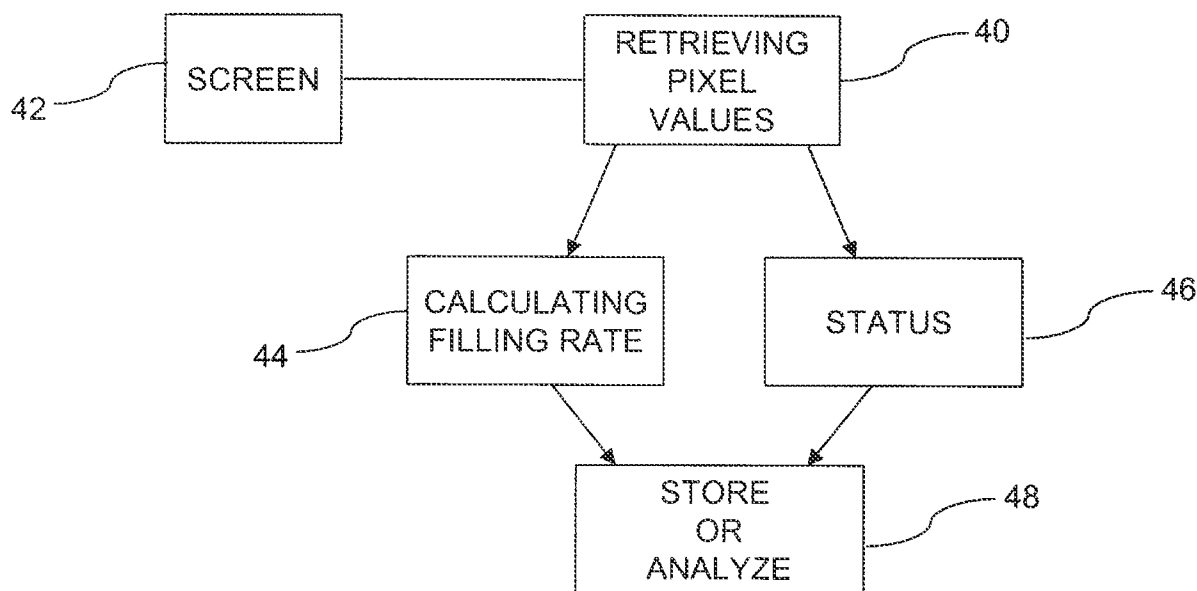 SCREEN
42
RETRIEVING
PIXEL
VALUES
40
CALCULATING
FILLING RATE
44
STATUS
46
STORE
OR
ANALYZE
48